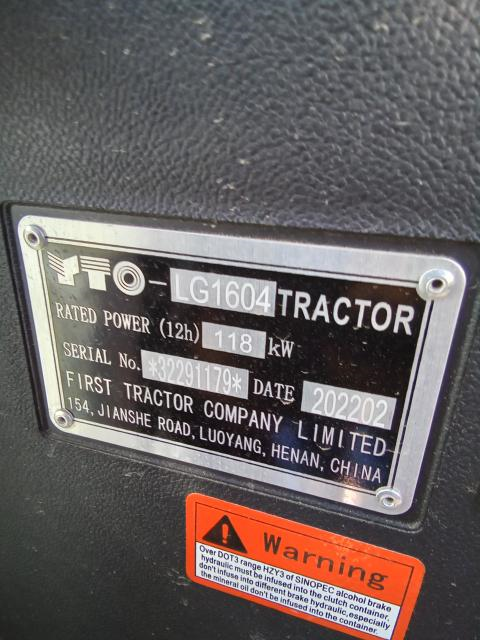 YTO-LG1604 TRACTOR
RATED POWER (12h) 118 kW
SERIAL No. *32291179* DATE 202202
FIRST TRACTOR COMPANY LIMITED
154, JIANSHE ROAD, LUOYANG, HENAN, CHINA
Warning
Over DOT3 range HZY3 of SINOPEC alcohol brake
hydraulic must be infused into the clutch container,
don't infuse into different brake hydraulic,especially
the mineral oil don't be infused into the container